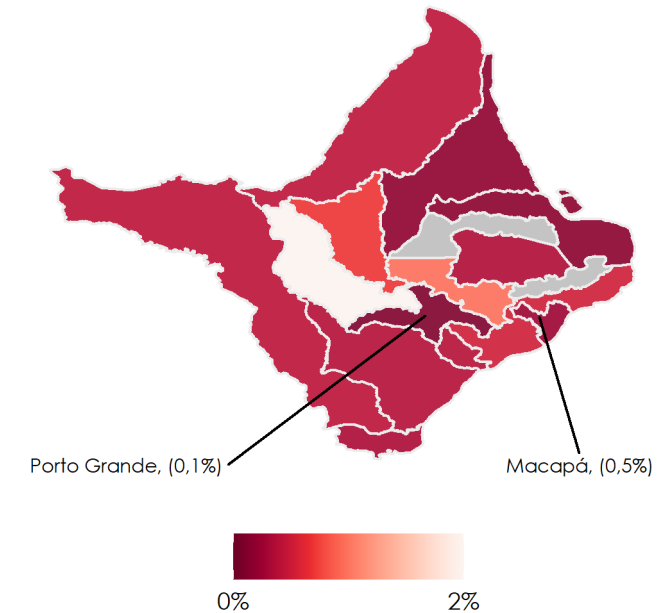 Porto Grande, (0,1%)
Macapá, (0,5%)
0%
2%